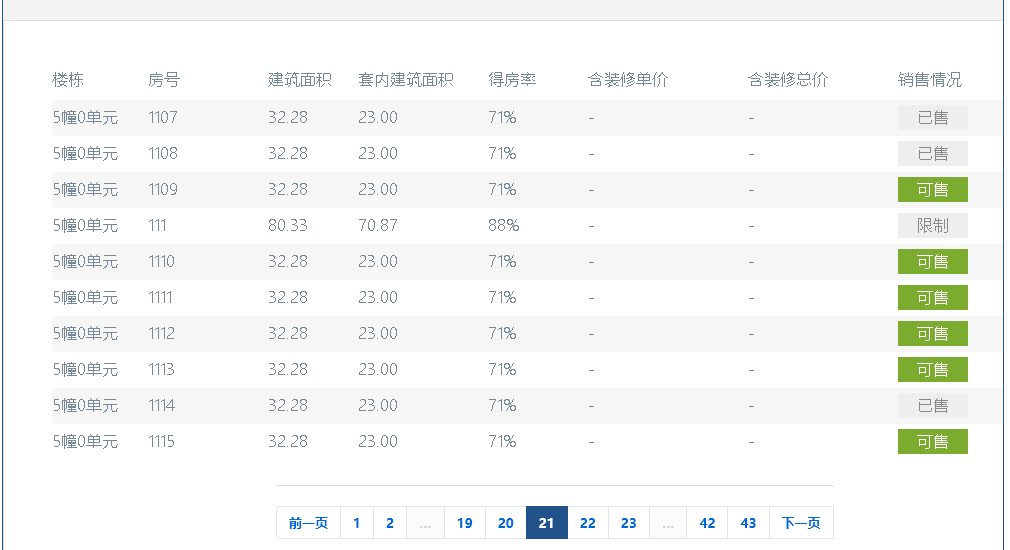 楼栋 房号 建筑面积 套内建筑面积 得房率 含装修单价 含装修总价 销售情况
5幢0单元 1107 32.28 23.00 71% - - 已售
5幢0单元 1108 32.28 23.00 71% - - 已售
5幢0单元 1109 32.28 23.00 71% - - 可售
5幢0单元 111 80.33 70.87 88% - - 限制
5幢0单元 1110 32.28 23.00 71% - - 可售
5幢0单元 1111 32.28 23.00 71% - - 可售
5幢0单元 1112 32.28 23.00 71% - - 可售
5幢0单元 1113 32.28 23.00 71% - - 可售
5幢0单元 1114 32.28 23.00 71% - - 已售
5幢0单元 1115 32.28 23.00 71% - - 可售
前一页 1 2 ... 19 20 21 22 23 ... 42 43 下一页